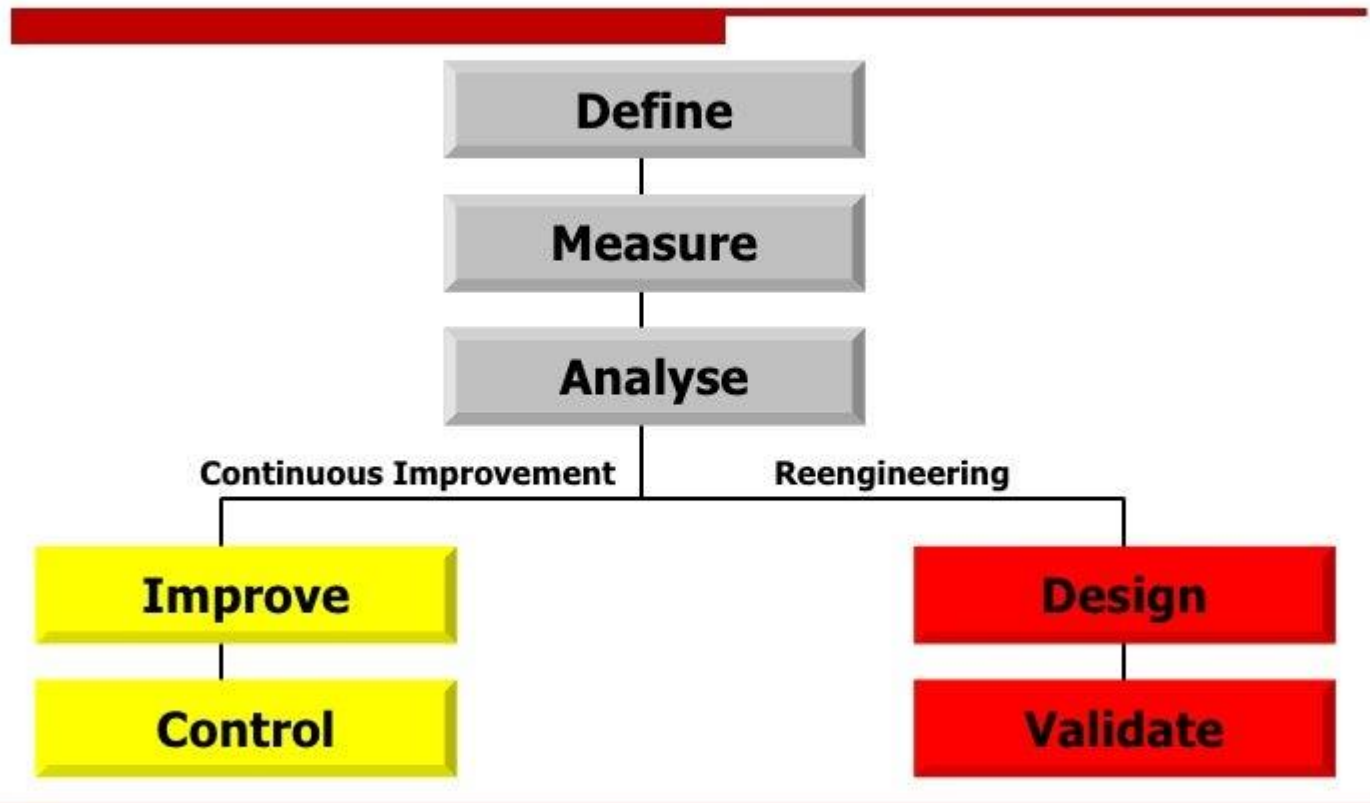 Define
Measure
Analyse
Continuous Improvement
Reengineering
Improve
Design
Control
Validate